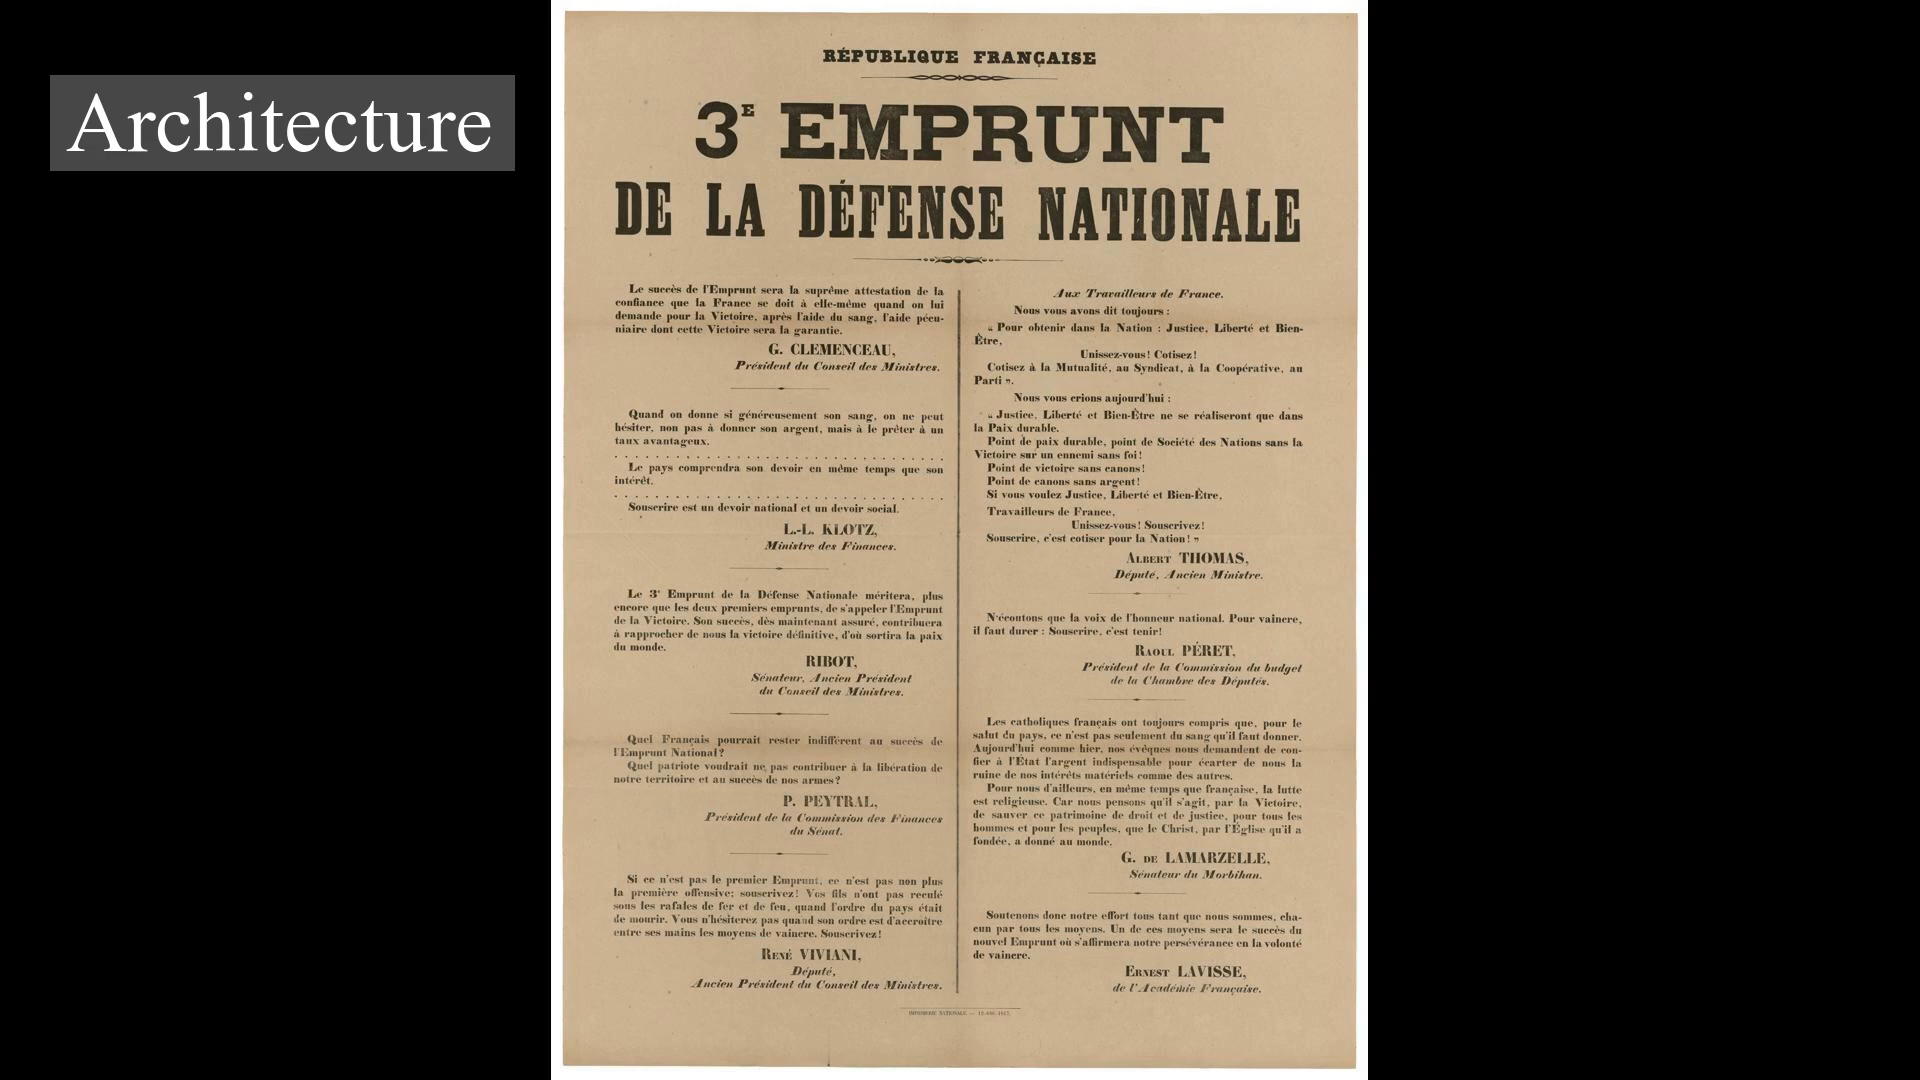 Architecture
RÉPUBLIQUE FRANÇAISE
3E EMPRUNT
DE LA DÉFENSE NATIONALE
Le succès de l'Emprunt sera la suprême attestation de la
confiance que la France se doit à elle-même quand on lui
demande pour la Victoire, après l'aide du sang, l'aide pécu-
niaire dont cette Victoire sera la garantie.
G. CLEMENCEAU,
Président du Conseil des Ministres.
Quand on donne si généreusement son sang, on ne peut
hésiter, non pas à donner son argent, mais à le prêter à un
taux avantageux.
Le pays comprendra son devoir en même temps que son
intérêt.
Souscrire est un devoir national et un devoir social.
L.-L. KLOTZ,
Ministre des Finances.
Le 3e Emprunt de la Défense Nationale méritera, plus
encore que les deux premiers emprunts, de s'appeler l'Emprunt
de la Victoire. Son succès, dès maintenant assuré, contribuera
à rapprocher de nous la victoire définitive, d'où sortira la paix
du monde.
RIBOT,
Sénateur, Ancien Président
du Conseil des Ministres.
Quel Français pourrait rester indifférent au succès de
l'Emprunt National?
Quel patriote voudrait ne pas contribuer à la libération de
notre territoire et au succès de nos armes?
P. PEYTRAL,
Président de la Commission des Finances
du Sénat.
Si ce n'est pas le premier Emprunt, ce n'est pas non plus
la première offensive; souscrivez! Vos fils n'ont pas reculé
sous les rafales de fer et de feu, quand l'ordre du pays était
de mourir. Vous n'hésiterez pas quand son ordre est d'accroître
entre ses mains les moyens de vaincre. Souscrivez!
RENÉ VIVIANI,
Député,
Ancien Président du Conseil des Ministres.
Aux Travailleurs de France.
Nous vous avons dit toujours :
« Pour obtenir dans la Nation : Justice, Liberté et Bien-
Être,
Unissez-vous! Cotisez!
Cotisez à la Mutualité, au Syndicat, à la Coopérative, au
Parti ».
Nous vous crions aujourd'hui :
« Justice, Liberté et Bien-Être ne se réaliseront que dans
la Paix durable.
Point de paix durable, point de Société des Nations sans la
Victoire sur un ennemi sans foi!
Point de victoire sans canons!
Point de canons sans argent!
Si vous voulez Justice, Liberté et Bien-Être,
Travailleurs de France,
Unissez-vous! Souscrivez!
Souscrire, c'est cotiser pour la Nation! »
ALBERT THOMAS,
Député, Ancien Ministre.
N'écoutons que la voix de l'honneur national. Pour vaincre,
il faut durer : Souscrire, c'est tenir!
RAOUL PÉRET,
Président de la Commission du budget
de la Chambre des Députés.
Les catholiques français ont toujours compris que, pour le
salut du pays, ce n'est pas seulement du sang qu'il faut donner.
Aujourd'hui comme hier, nos évêques nous demandent de con-
fier à l'État l'argent indispensable pour écarter de nous la
ruine de nos intérêts matériels comme des autres.
Pour nous d'ailleurs, en même temps que française, la lutte
est religieuse. Car nous pensons qu'il s'agit, par la Victoire,
de sauver ce patrimoine de droit et de justice, pour tous les
hommes et pour les peuples, que le Christ, par l'Église qu'il a
fondée, a donné au monde.
G. DE LAMARZELLE,
Sénateur du Morbihan.
Soutenons donc notre effort tous tant que nous sommes, cha-
cun par tous les moyens. Un de ces moyens sera le succès du
nouvel Emprunt où s'affirmera notre persévérance en la volonté
de vaincre.
ERNEST LAVISSE,
de l'Académie Française.
IMPRIMERIE NATIONALE.